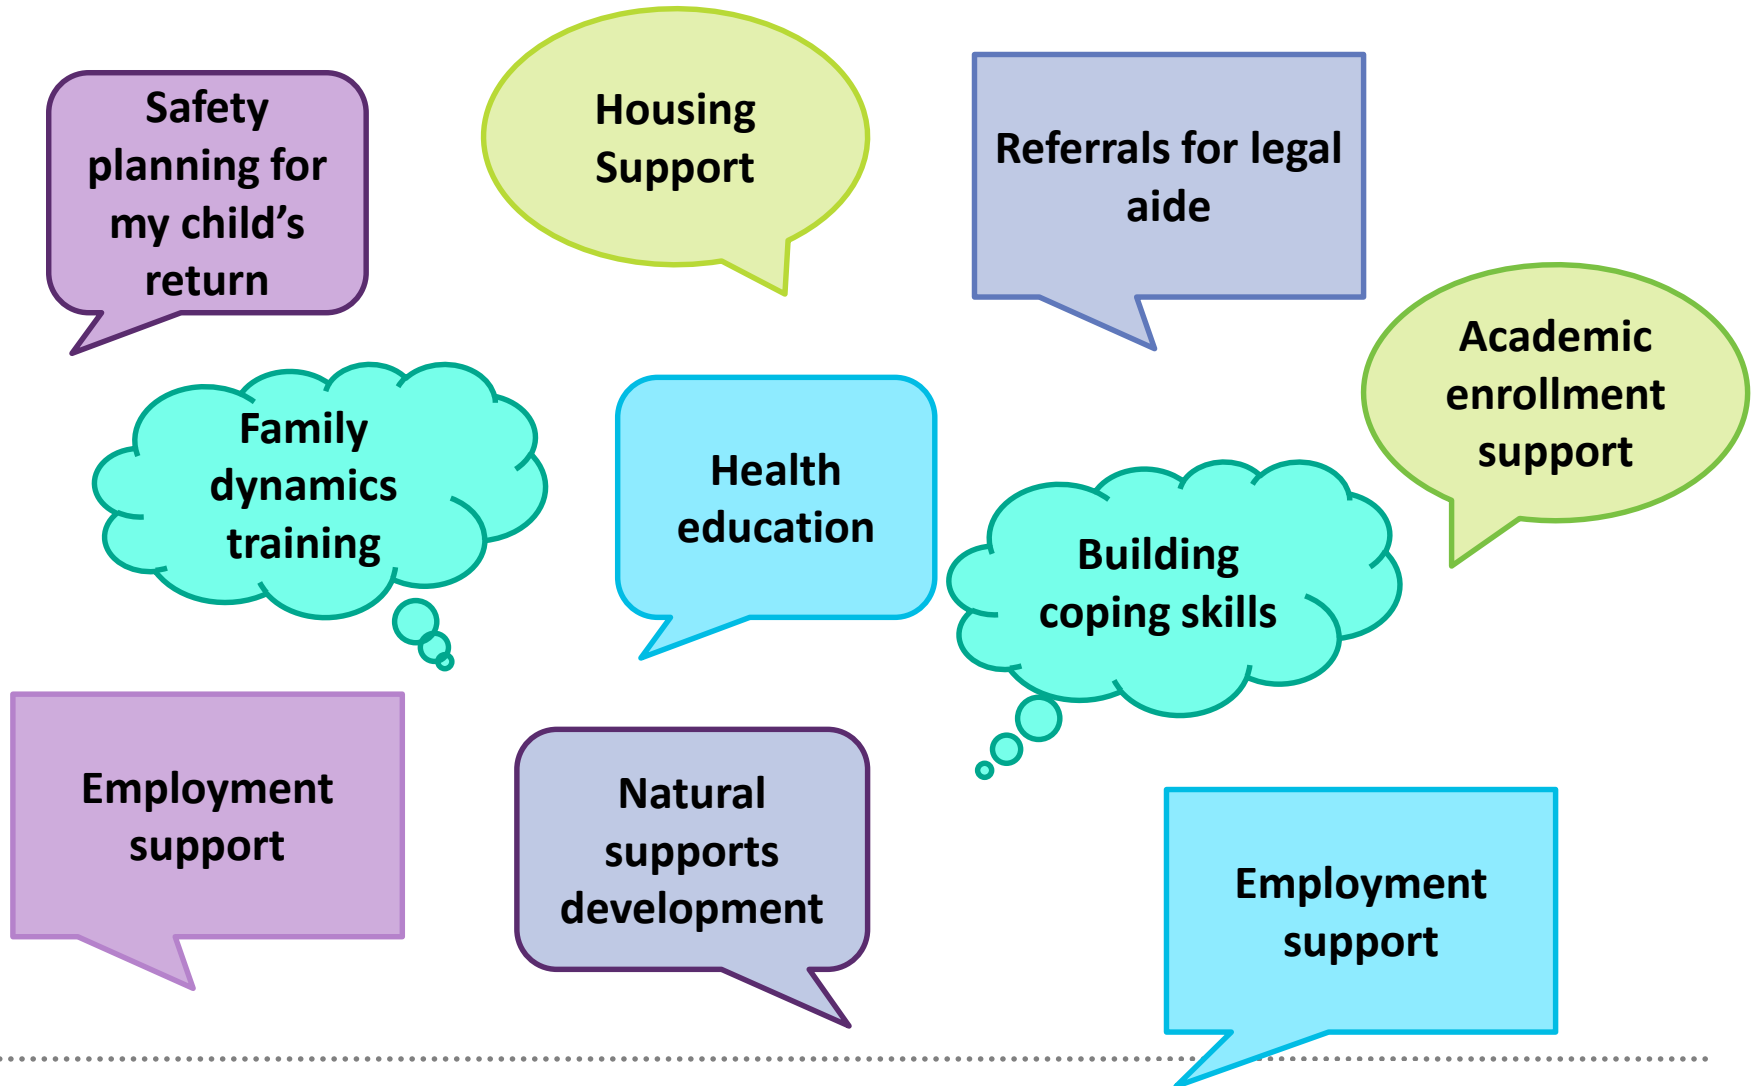 Safety
planning for
my child’s
return
Housing
Support
Referrals for legal
aide
Academic
enrollment
support
Family
dynamics
training
Health
education
Building
coping skills
Employment
support
Natural
supports
development
Employment
support